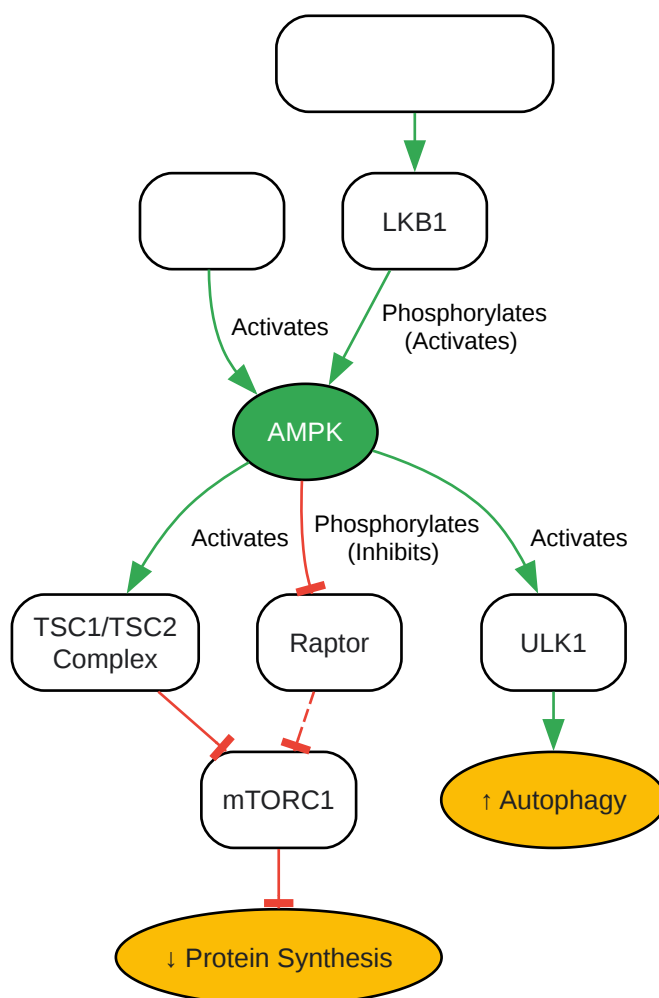 LKB1
Activates
Phosphorylates
(Activates)
AMPK
Activates
Phosphorylates
(Inhibits)
Activates
TSC1/TSC2
Complex
Raptor
ULK1
mTORC1
↑ Autophagy
↓ Protein Synthesis